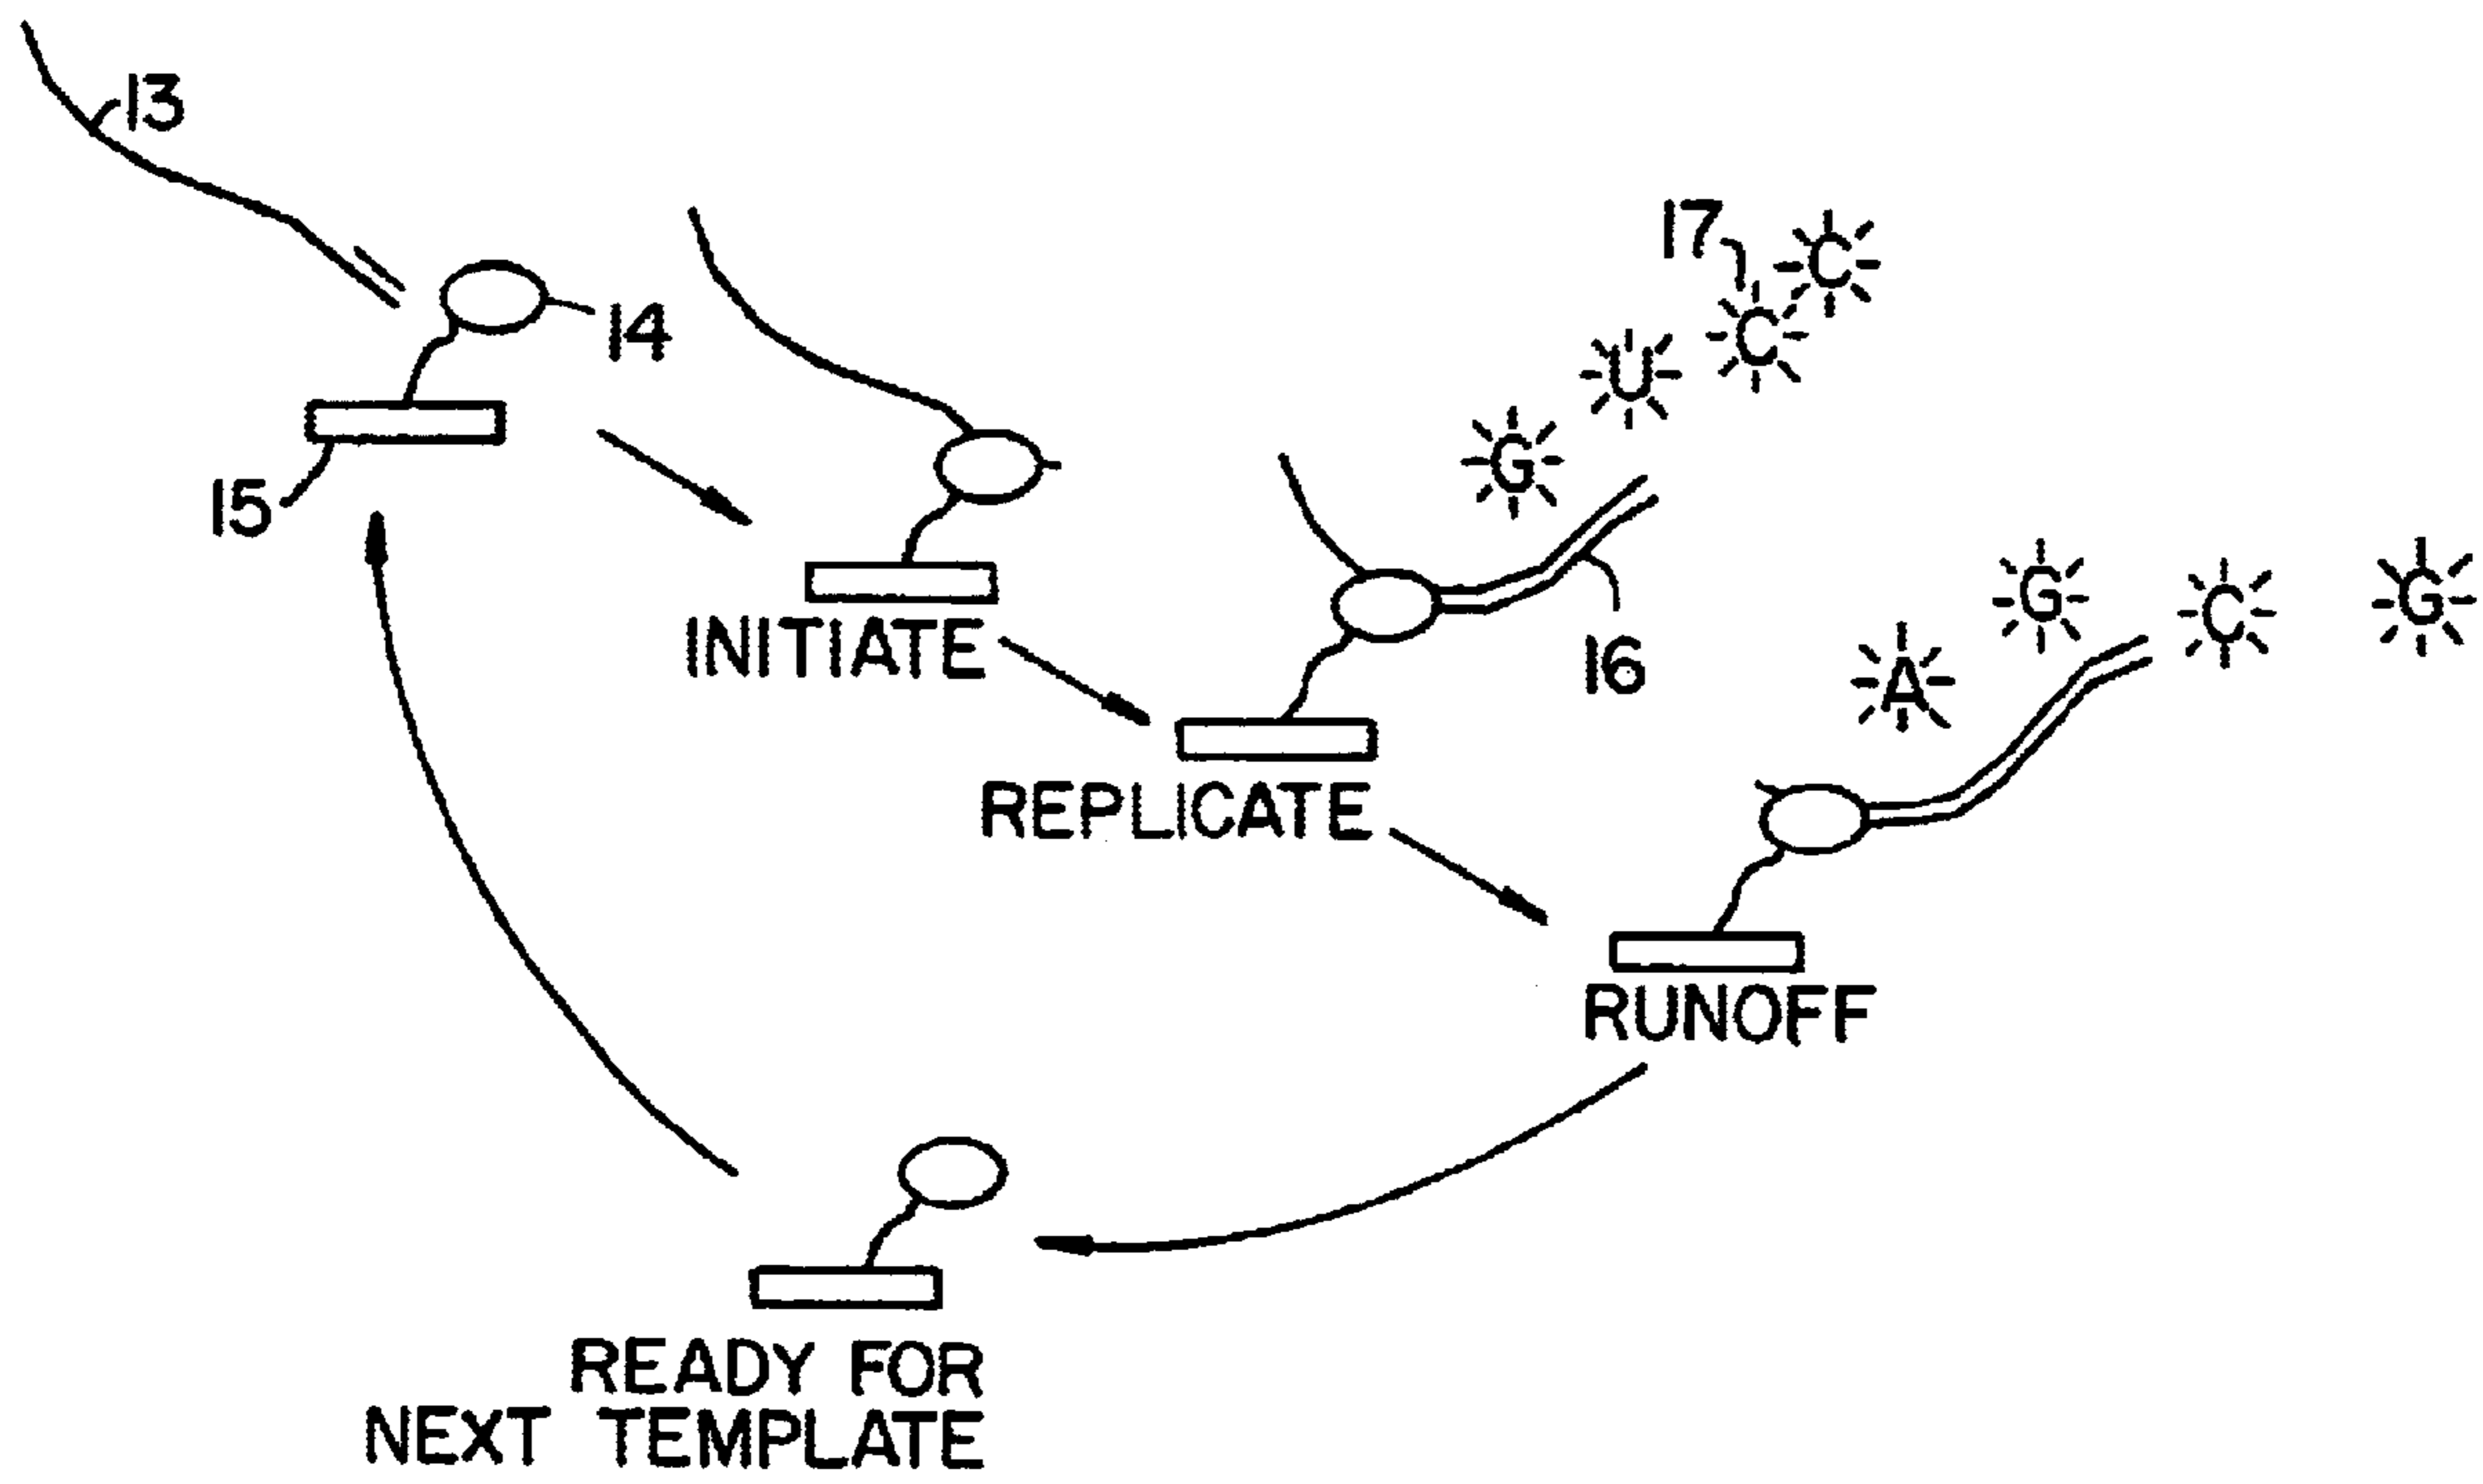 13
14
15
INITIATE
17
C
C
U
G
16
REPLICATE
G
C
G
A
RUNOFF
READY FOR
NEXT TEMPLATE